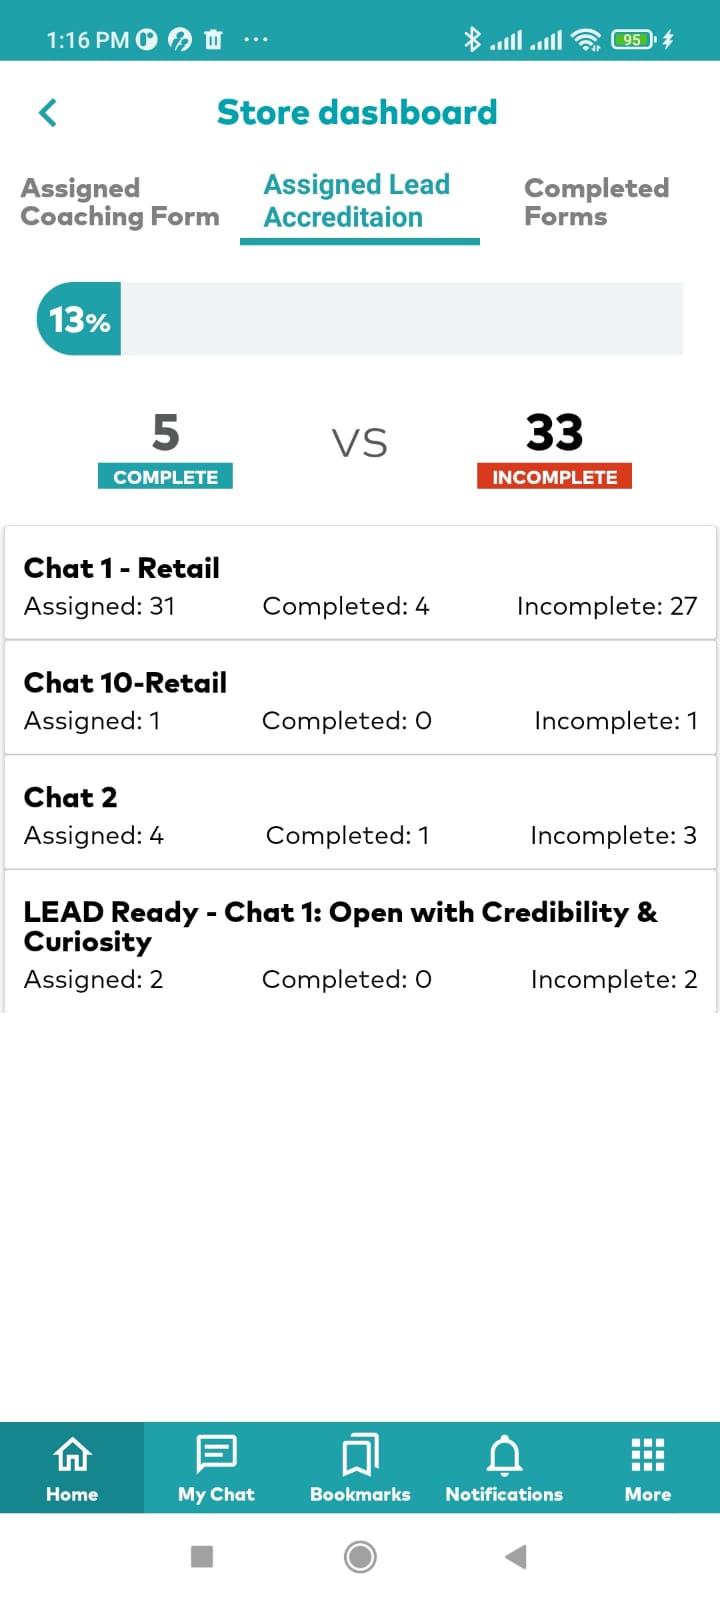 1:16 PM ... 95
Store dashboard
Assigned
Coaching Form
Assigned Lead
Accreditaion
Completed
Forms
13%
5 VS 33
COMPLETE INCOMPLETE
Chat 1 - Retail
Assigned: 31 Completed: 4 Incomplete: 27
Chat 10-Retail
Assigned: 1 Completed: 0 Incomplete: 1
Chat 2
Assigned: 4 Completed: 1 Incomplete: 3
LEAD Ready - Chat 1: Open with Credibility &
Curiosity
Assigned: 2 Completed: 0 Incomplete: 2
Home My Chat Bookmarks Notifications More